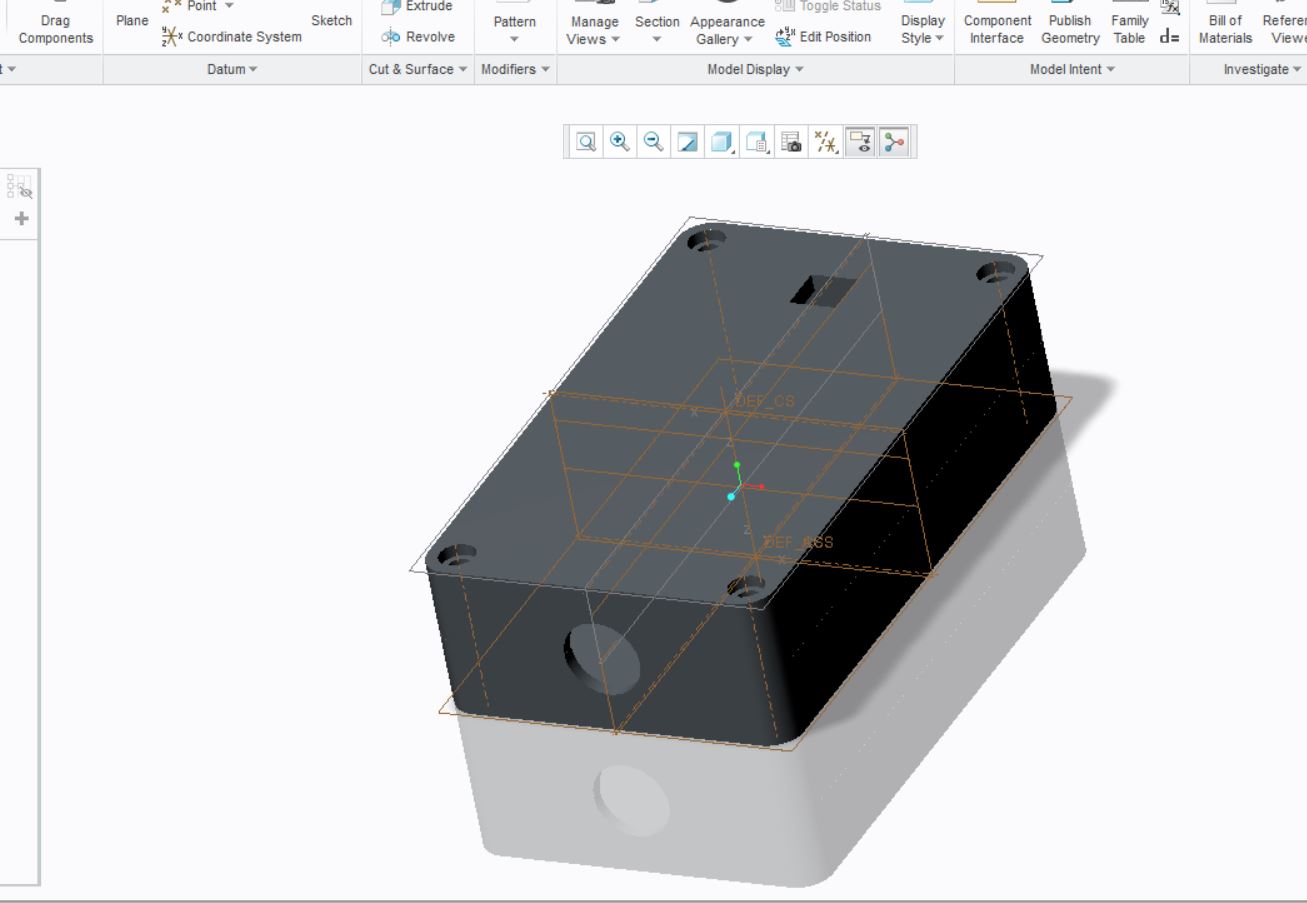 Drag
Components
Plane
Point
Coordinate System
Sketch
Extrude
Revolve
Pattern
Manage
Views
Section
Appearance
Gallery
Toggle Status
Edit Position
Display
Style
Component
Interface
Publish
Geometry
Family
Table
d=
Bill of
Materials
Datum
Cut & Surface
Modifiers
Model Display
Model Intent
Investigate
DEF_CS
X
Z
Z
X